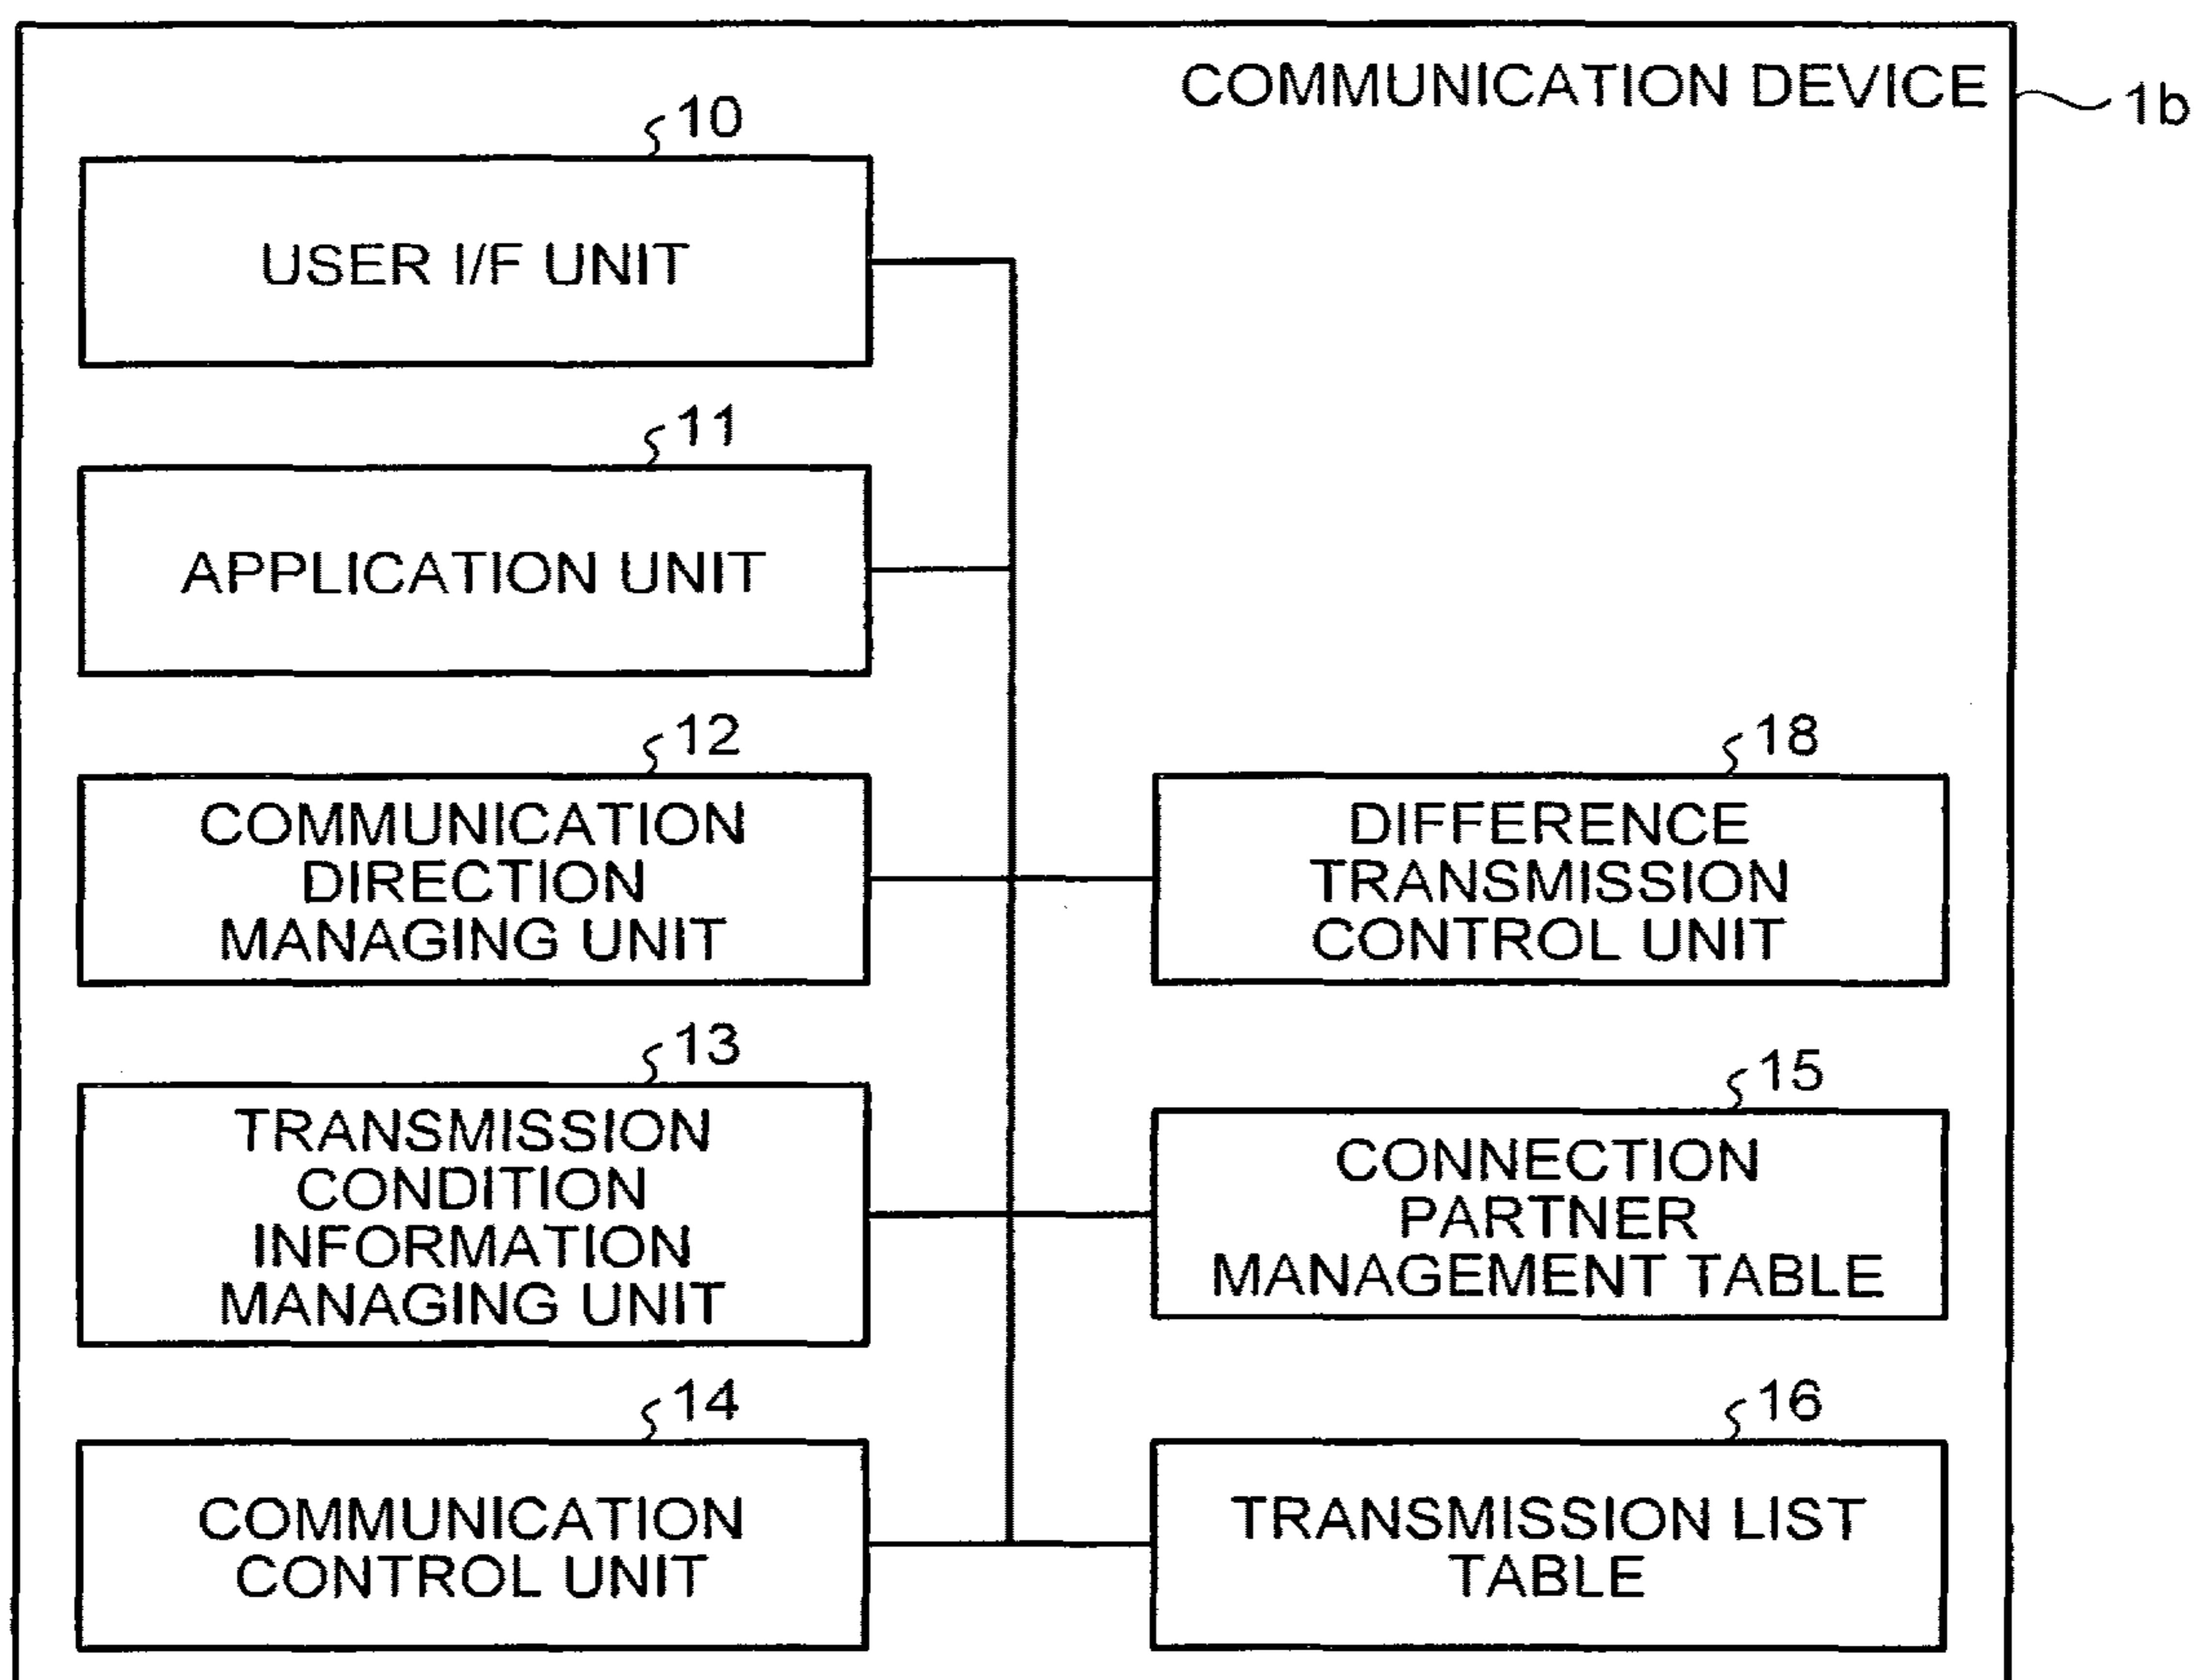 COMMUNICATION DEVICE
1b
10
USER I/F UNIT
11
APPLICATION UNIT
12
COMMUNICATION
DIRECTION
MANAGING UNIT
18
DIFFERENCE
TRANSMISSION
CONTROL UNIT
13
TRANSMISSION
CONDITION
INFORMATION
MANAGING UNIT
15
CONNECTION
PARTNER
MANAGEMENT TABLE
14
COMMUNICATION
CONTROL UNIT
16
TRANSMISSION LIST
TABLE